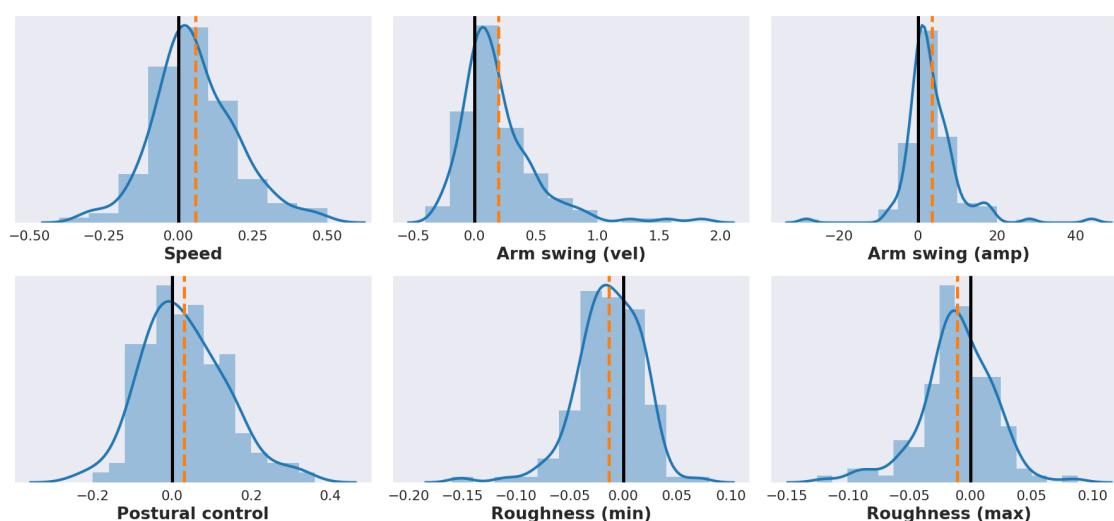 −0.50 −0.25 0.00 0.25 0.50
Speed
−0.5 0.0 0.5 1.0 1.5 2.0
Arm swing (vel)
−20 0 20 40
Arm swing (amp)
−0.2 0.0 0.2 0.4
Postural control
−0.20 −0.15 −0.10 −0.05 0.00 0.05 0.10
Roughness (min)
−0.15 −0.10 −0.05 0.00 0.05 0.10
Roughness (max)